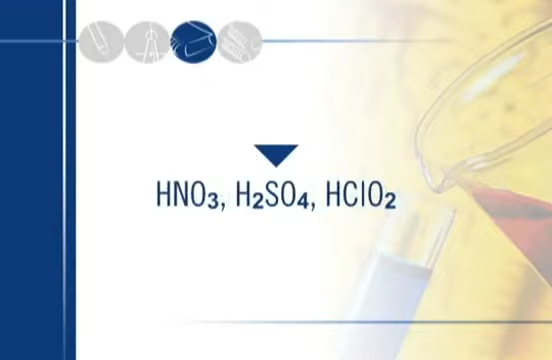 HNO₃, H₂SO₄, HClO₂